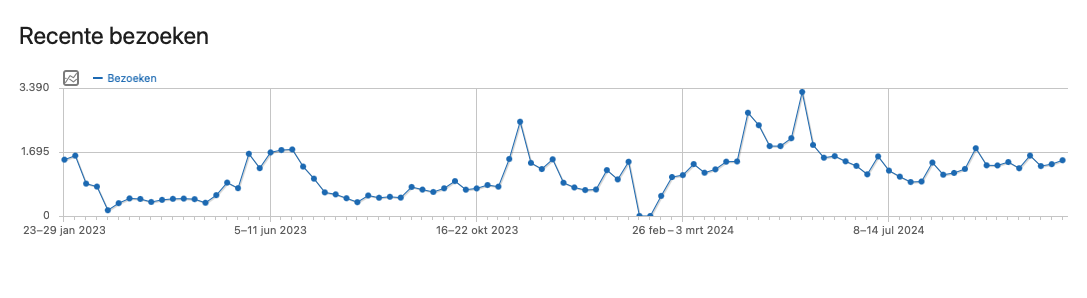 Recente bezoeken
Bezoeken
3.390
1.695
0
23–29 jan 2023
5–11 jun 2023
16–22 okt 2023
26 feb – 3 mrt 2024
8–14 jul 2024